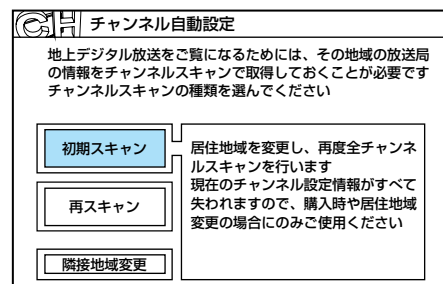 CH チャンネル自動設定
地上デジタル放送をご覧になるためには、その地域の放送局
の情報をチャンネルスキャンで取得しておくことが必要です
チャンネルスキャンの種類を選んでください
初期スキャン
居住地域を変更し、再度全チャンネ
ルスキャンを行います
現在のチャンネル設定情報がすべて
失われますので、購入時や居住地域
変更の場合にのみご使用ください
再スキャン
隣接地域変更